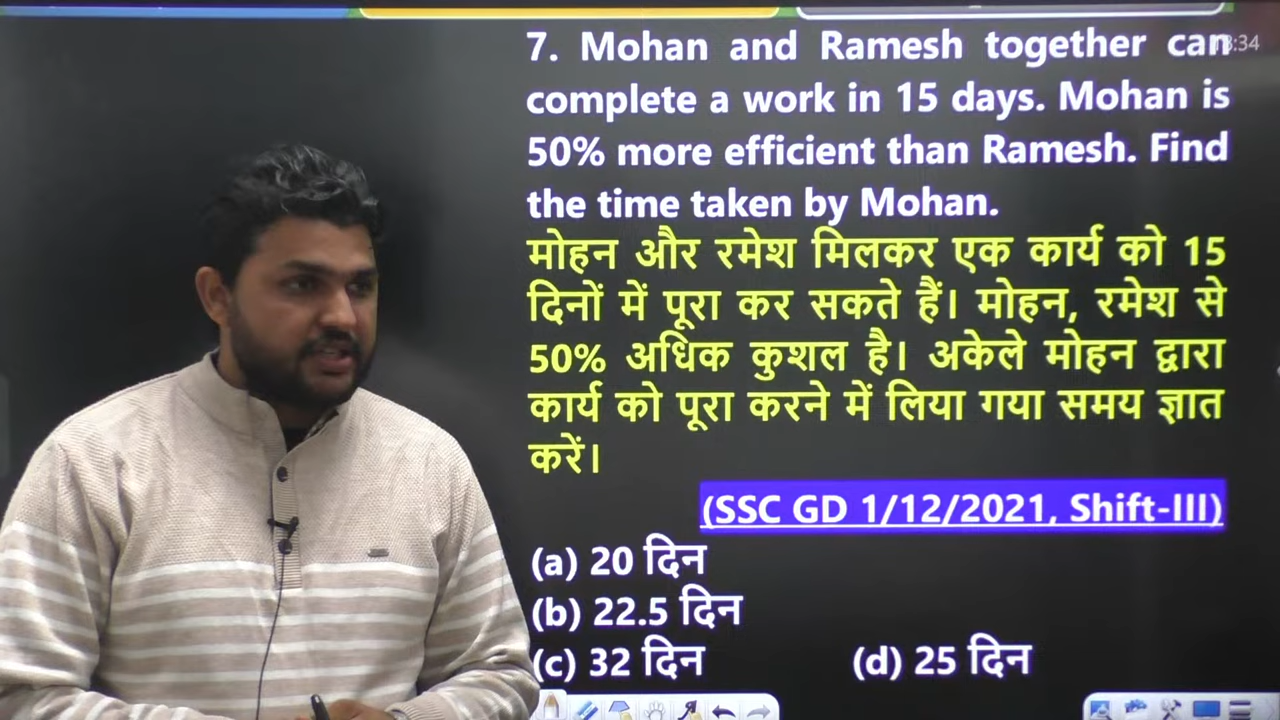 7. Mohan and Ramesh together can
complete a work in 15 days. Mohan is
50% more efficient than Ramesh. Find
the time taken by Mohan.
मोहन और रमेश मिलकर एक कार्य को 15
दिनों में पूरा कर सकते हैं। मोहन, रमेश से
50% अधिक कुशल है। अकेले मोहन द्वारा
कार्य को पूरा करने में लिया गया समय ज्ञात
करें।
(SSC GD 1/12/2021, Shift-III)
(a) 20 दिन
(b) 22.5 दिन
(c) 32 दिन (d) 25 दिन